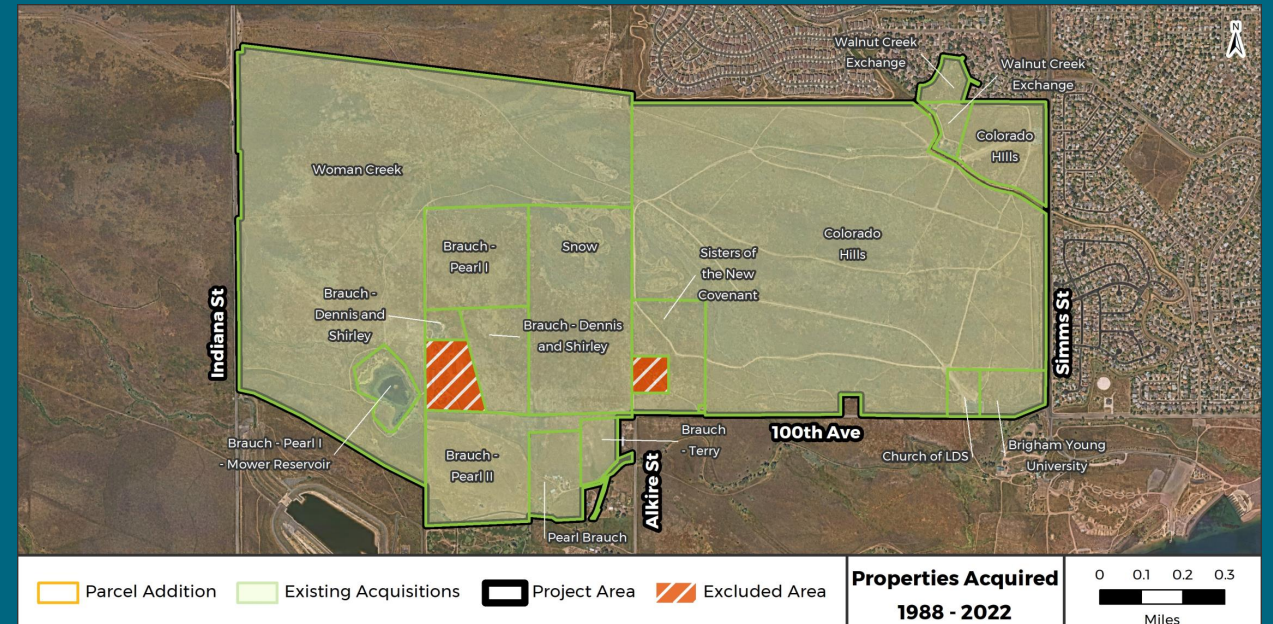 N
Walnut Creek
Exchange
Walnut Creek
Exchange
Colorado
HIlls
Woman Creek
Brauch -
Pearl I
Snow
Sisters of
the New
Covenant
Colorado
Hills
Brauch -
Dennis and
Shirley
Brauch - Dennis
and Shirley
Indiana St
Simms St
Brauch - Pearl I
- Mower Reservoir
Brauch -
Pearl II
Brauch
- Terry
Alkire St
100th Ave
Church of LDS
Brigham Young
University
Pearl Brauch
Parcel Addition
Existing Acquisitions
Project Area
Excluded Area
Properties Acquired
1988 - 2022
0 0.1 0.2 0.3
Miles